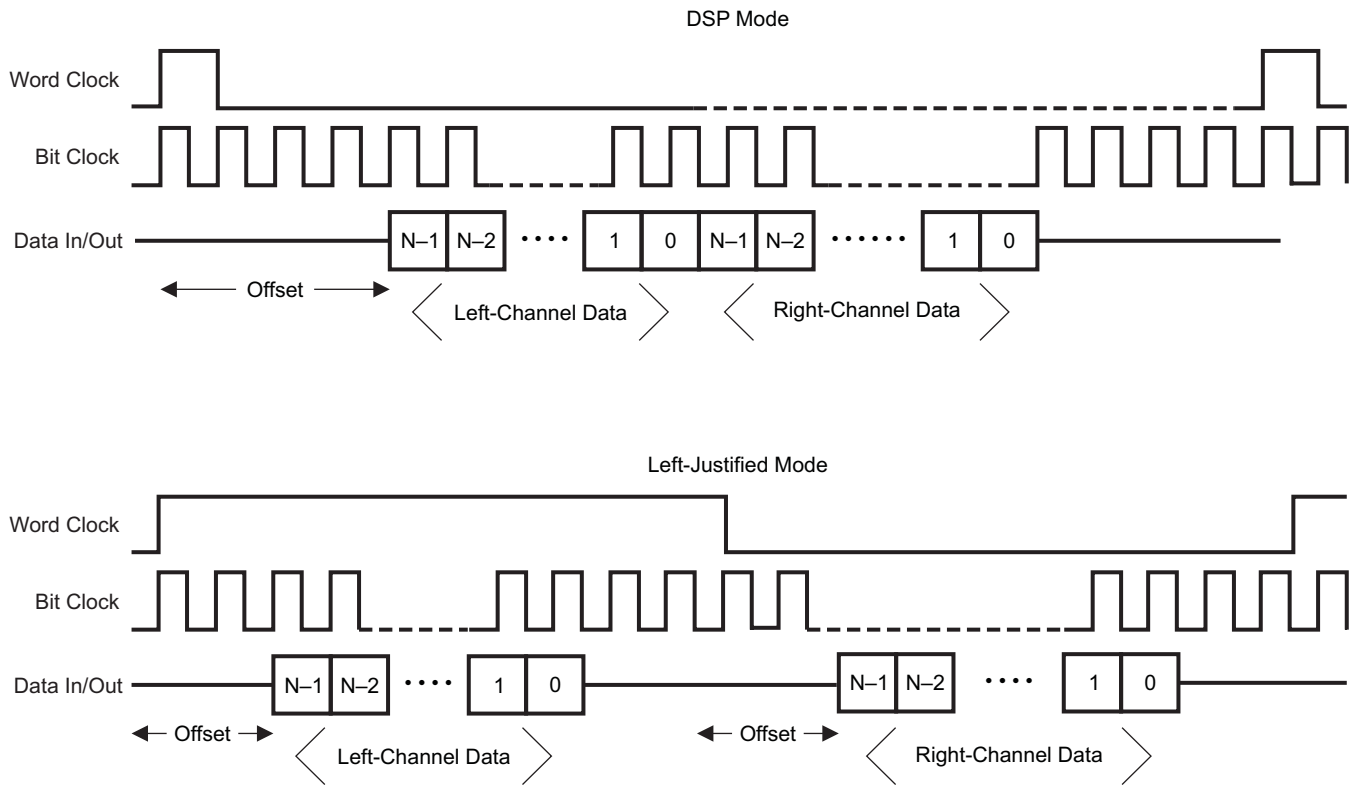 DSP Mode
Word Clock
Bit Clock
Data In/Out
N–1 N–2 ···· 1 0 N–1 N–2 ······ 1 0
Offset
Left-Channel Data
Right-Channel Data
Left-Justified Mode
Word Clock
Bit Clock
Data In/Out
N–1 N–2 ···· 1 0 N–1 N–2 ···· 1 0
Offset
Offset
Left-Channel Data
Right-Channel Data